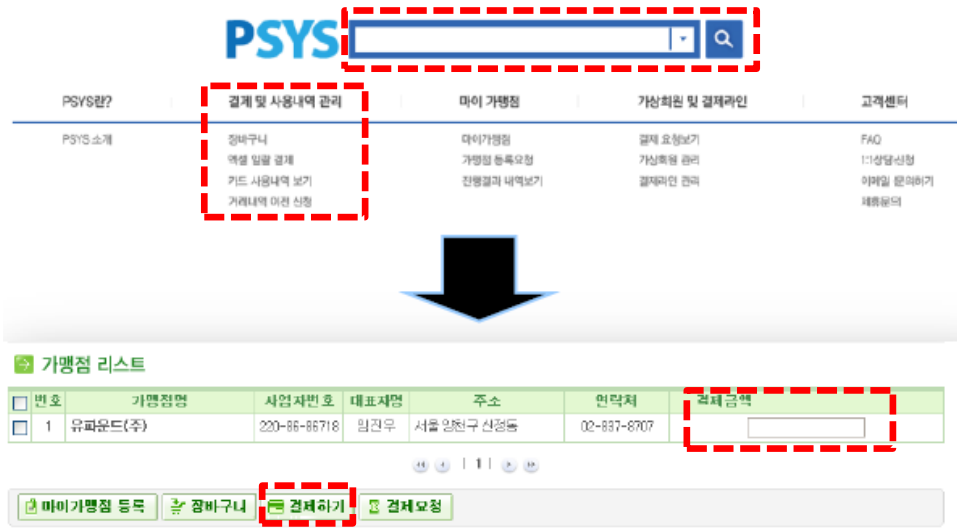 PSYS
PSYS란? 결제 및 사용내역 관리 마이 가맹점 가상회원 및 결제라인 고객센터
PSYS 소개 장바구니 마이가맹점 결제 요청보기 FAQ
엑셀 일괄 결제 가맹점 등록요청 가상회원 관리 1:1상담신청
카드 사용내역 보기 진행결과 내역보기 결재라인 관리 이메일 문의하기
거래내역 이전 신청 제휴문의
가맹점 리스트
번호 가맹점명 사업자번호 대표자명 주소 연락처 결제금액
1 유파운드(주) 220-86-86718 임진우 서울 양천구 신정동 02-897-8707
1
마이가맹점 등록 장바구니 결제하기 결제요청